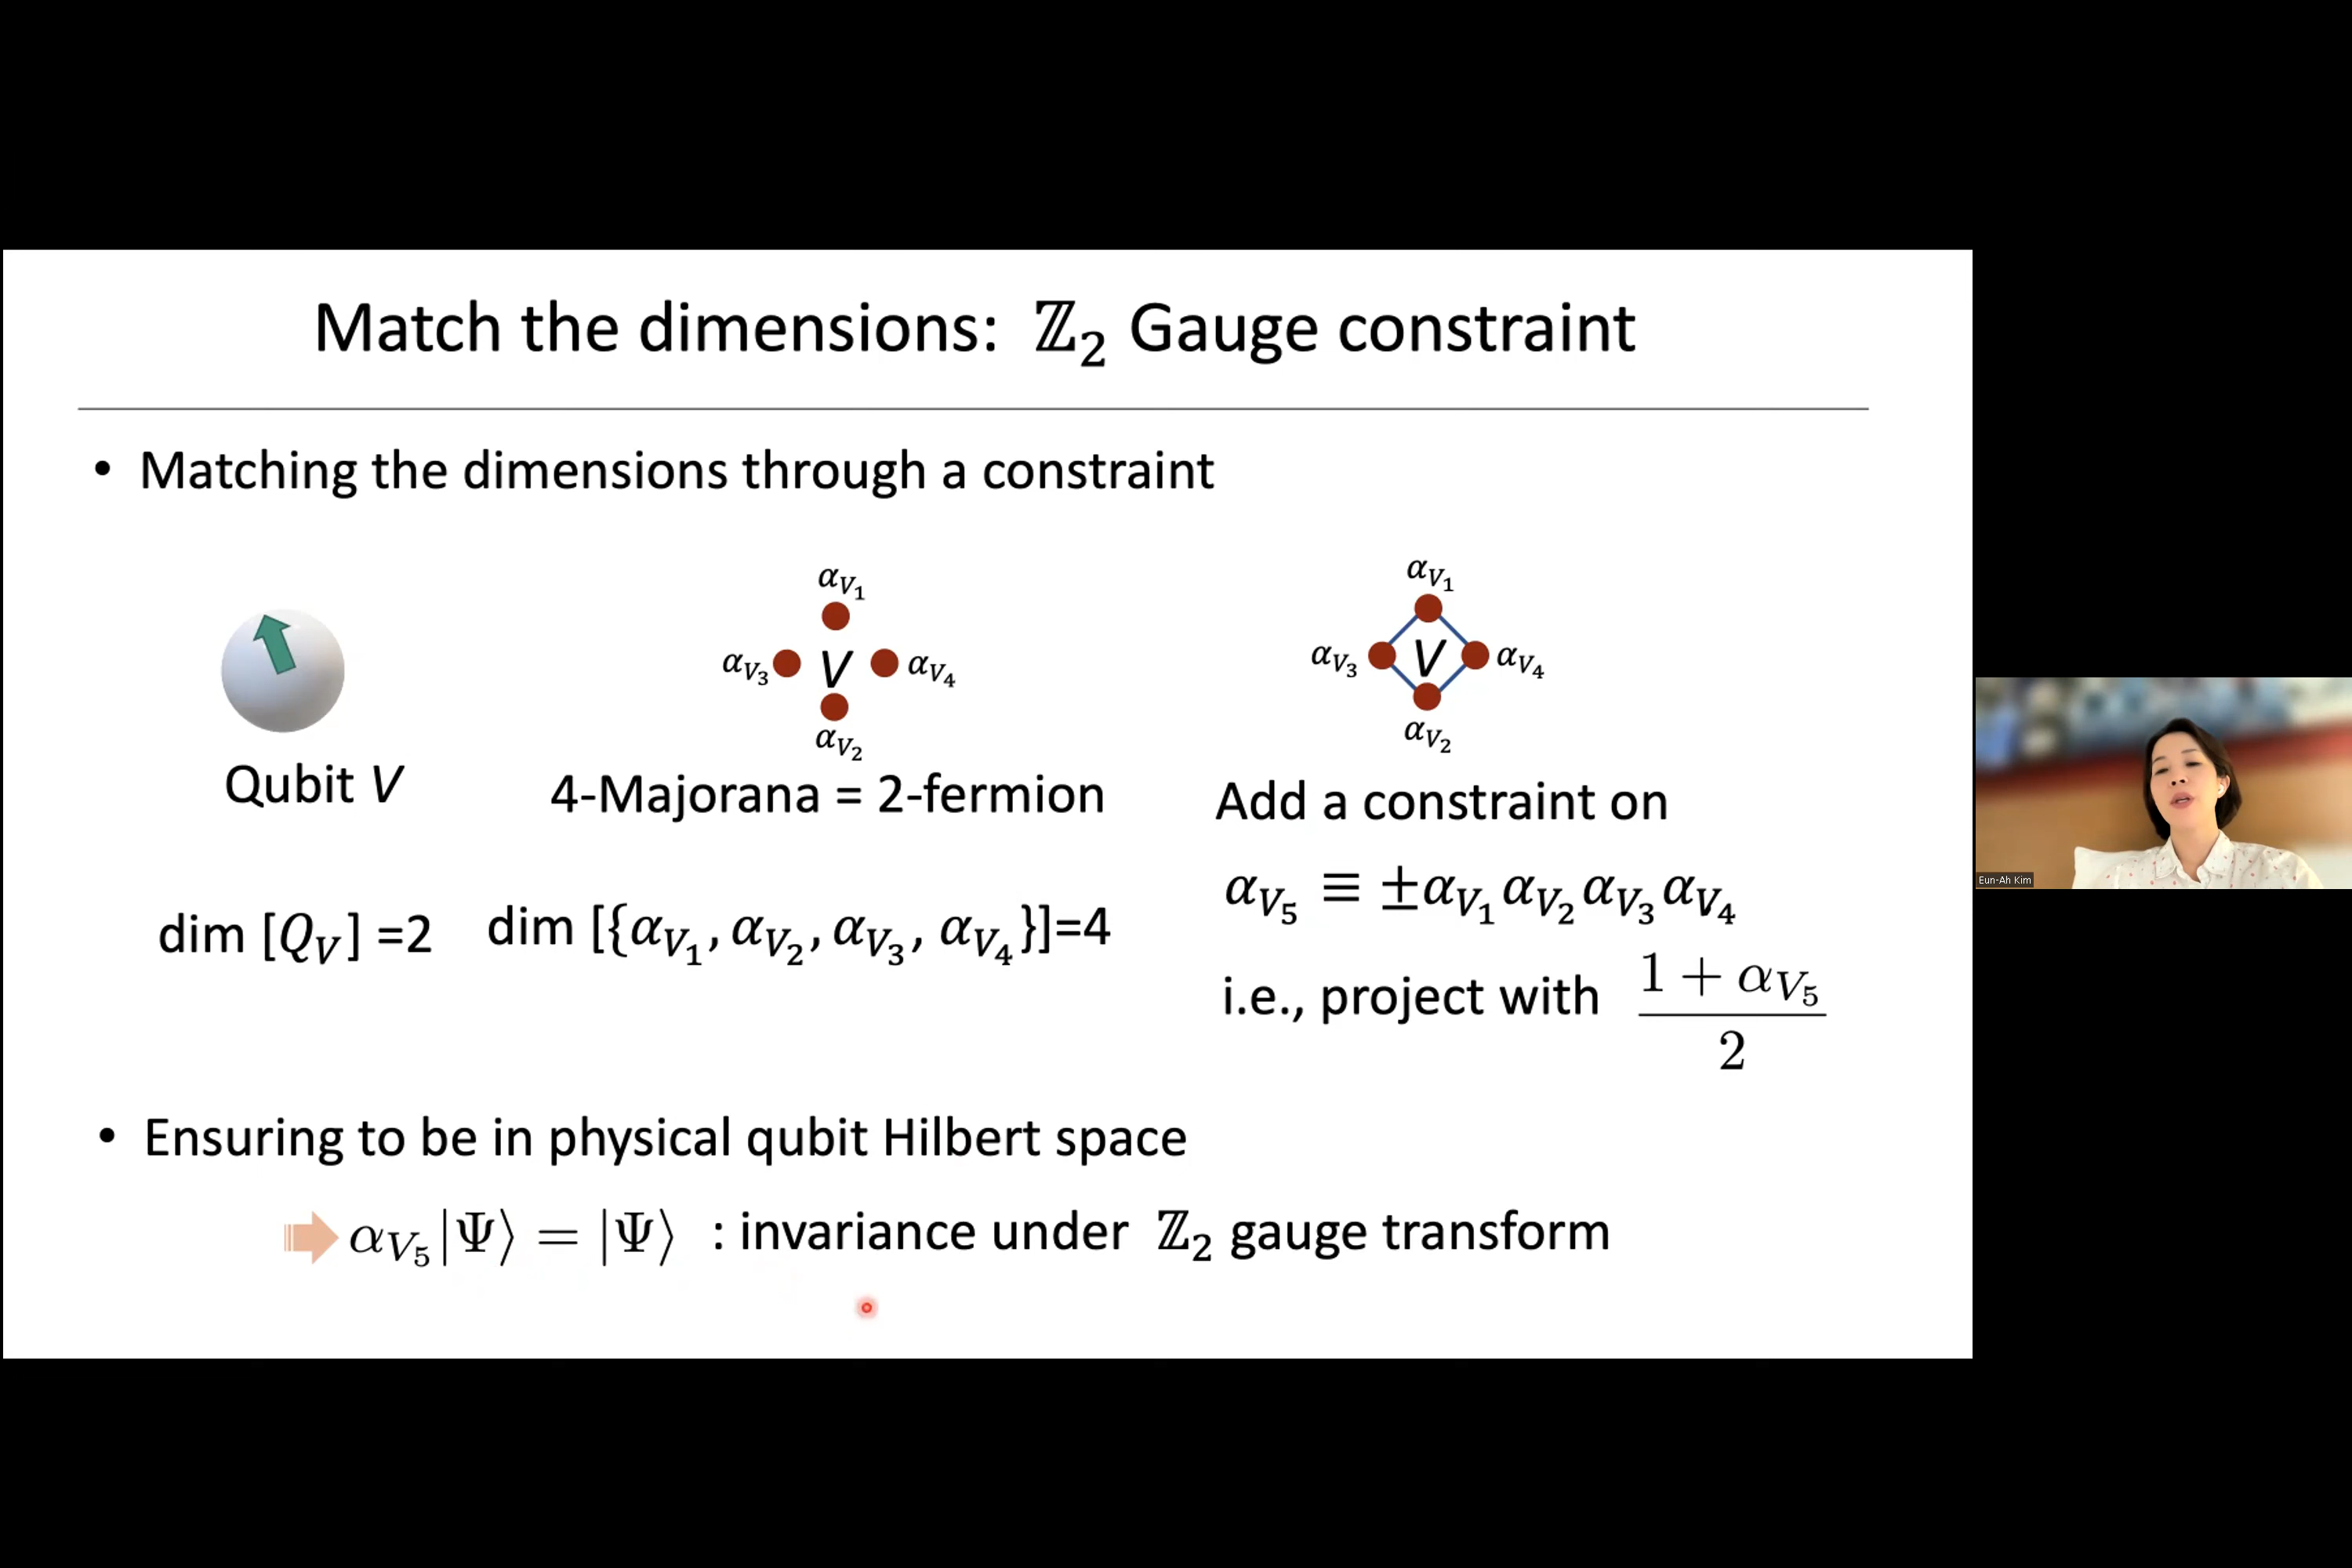 Match the dimensions: ℤ₂ Gauge constraint
• Matching the dimensions through a constraint
α_{V_1} α_{V_1}
α_{V_3} V α_{V_4} α_{V_3} V α_{V_4}
α_{V_2} α_{V_2}
Qubit V 4-Majorana = 2-fermion Add a constraint on
dim [Q_V] =2 dim [{α_{V_1}, α_{V_2}, α_{V_3}, α_{V_4}}]=4 α_{V_5} ≡ ±α_{V_1}α_{V_2}α_{V_3}α_{V_4}
i.e., project with \frac{1 + α_{V_5}}{2}
• Ensuring to be in physical qubit Hilbert space
α_{V_5}|Ψ⟩ = |Ψ⟩ : invariance under ℤ₂ gauge transform
Eun-Ah Kim